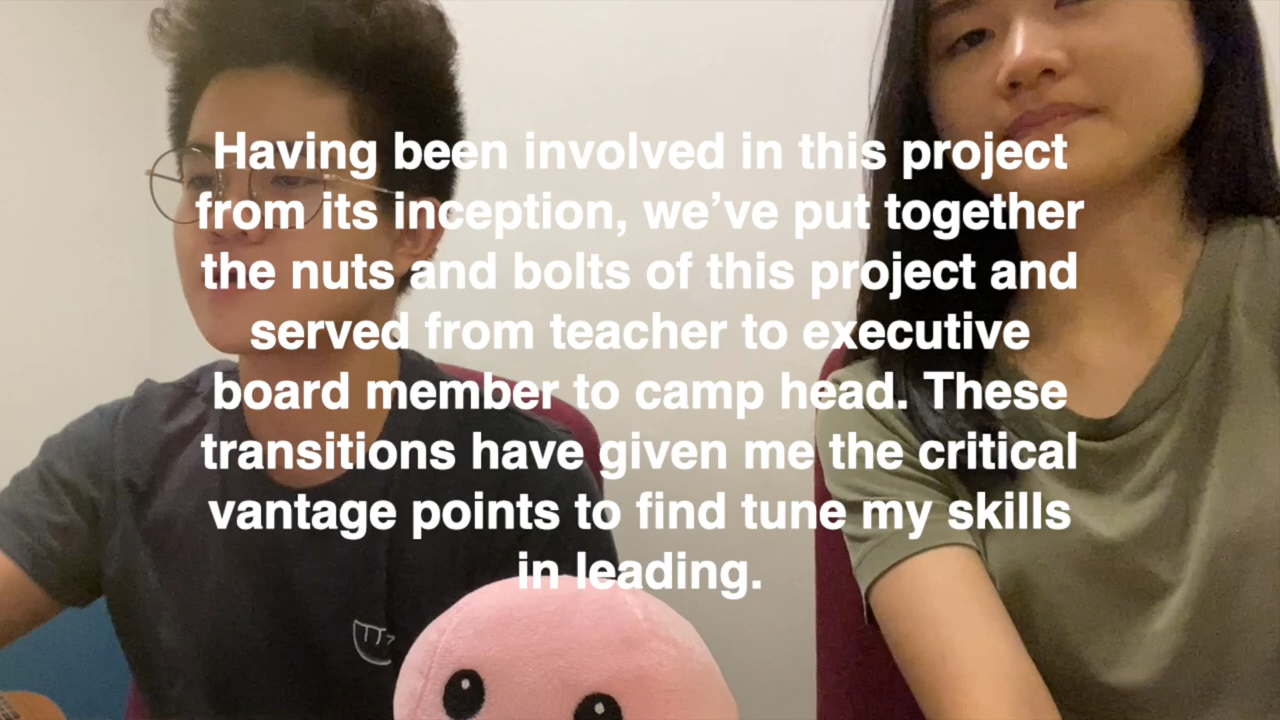 Having been involved in this project
from its inception, we’ve put together
the nuts and bolts of this project and
served from teacher to executive
board member to camp head. These
transitions have given me the critical
vantage points to find tune my skills
in leading.